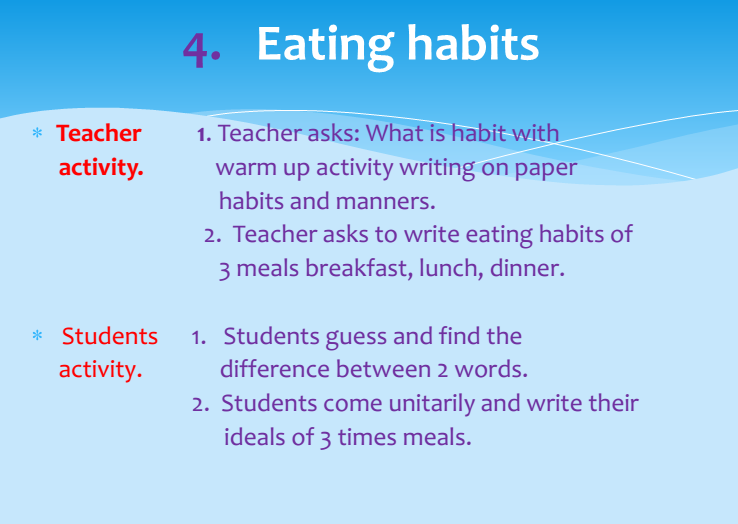 4. Eating habits
* Teacher 1. Teacher asks: What is habit with
activity. warm up activity writing on paper
habits and manners.
2. Teacher asks to write eating habits of
3 meals breakfast, lunch, dinner.
* Students 1. Students guess and find the
activity. difference between 2 words.
2. Students come unitarily and write their
ideals of 3 times meals.